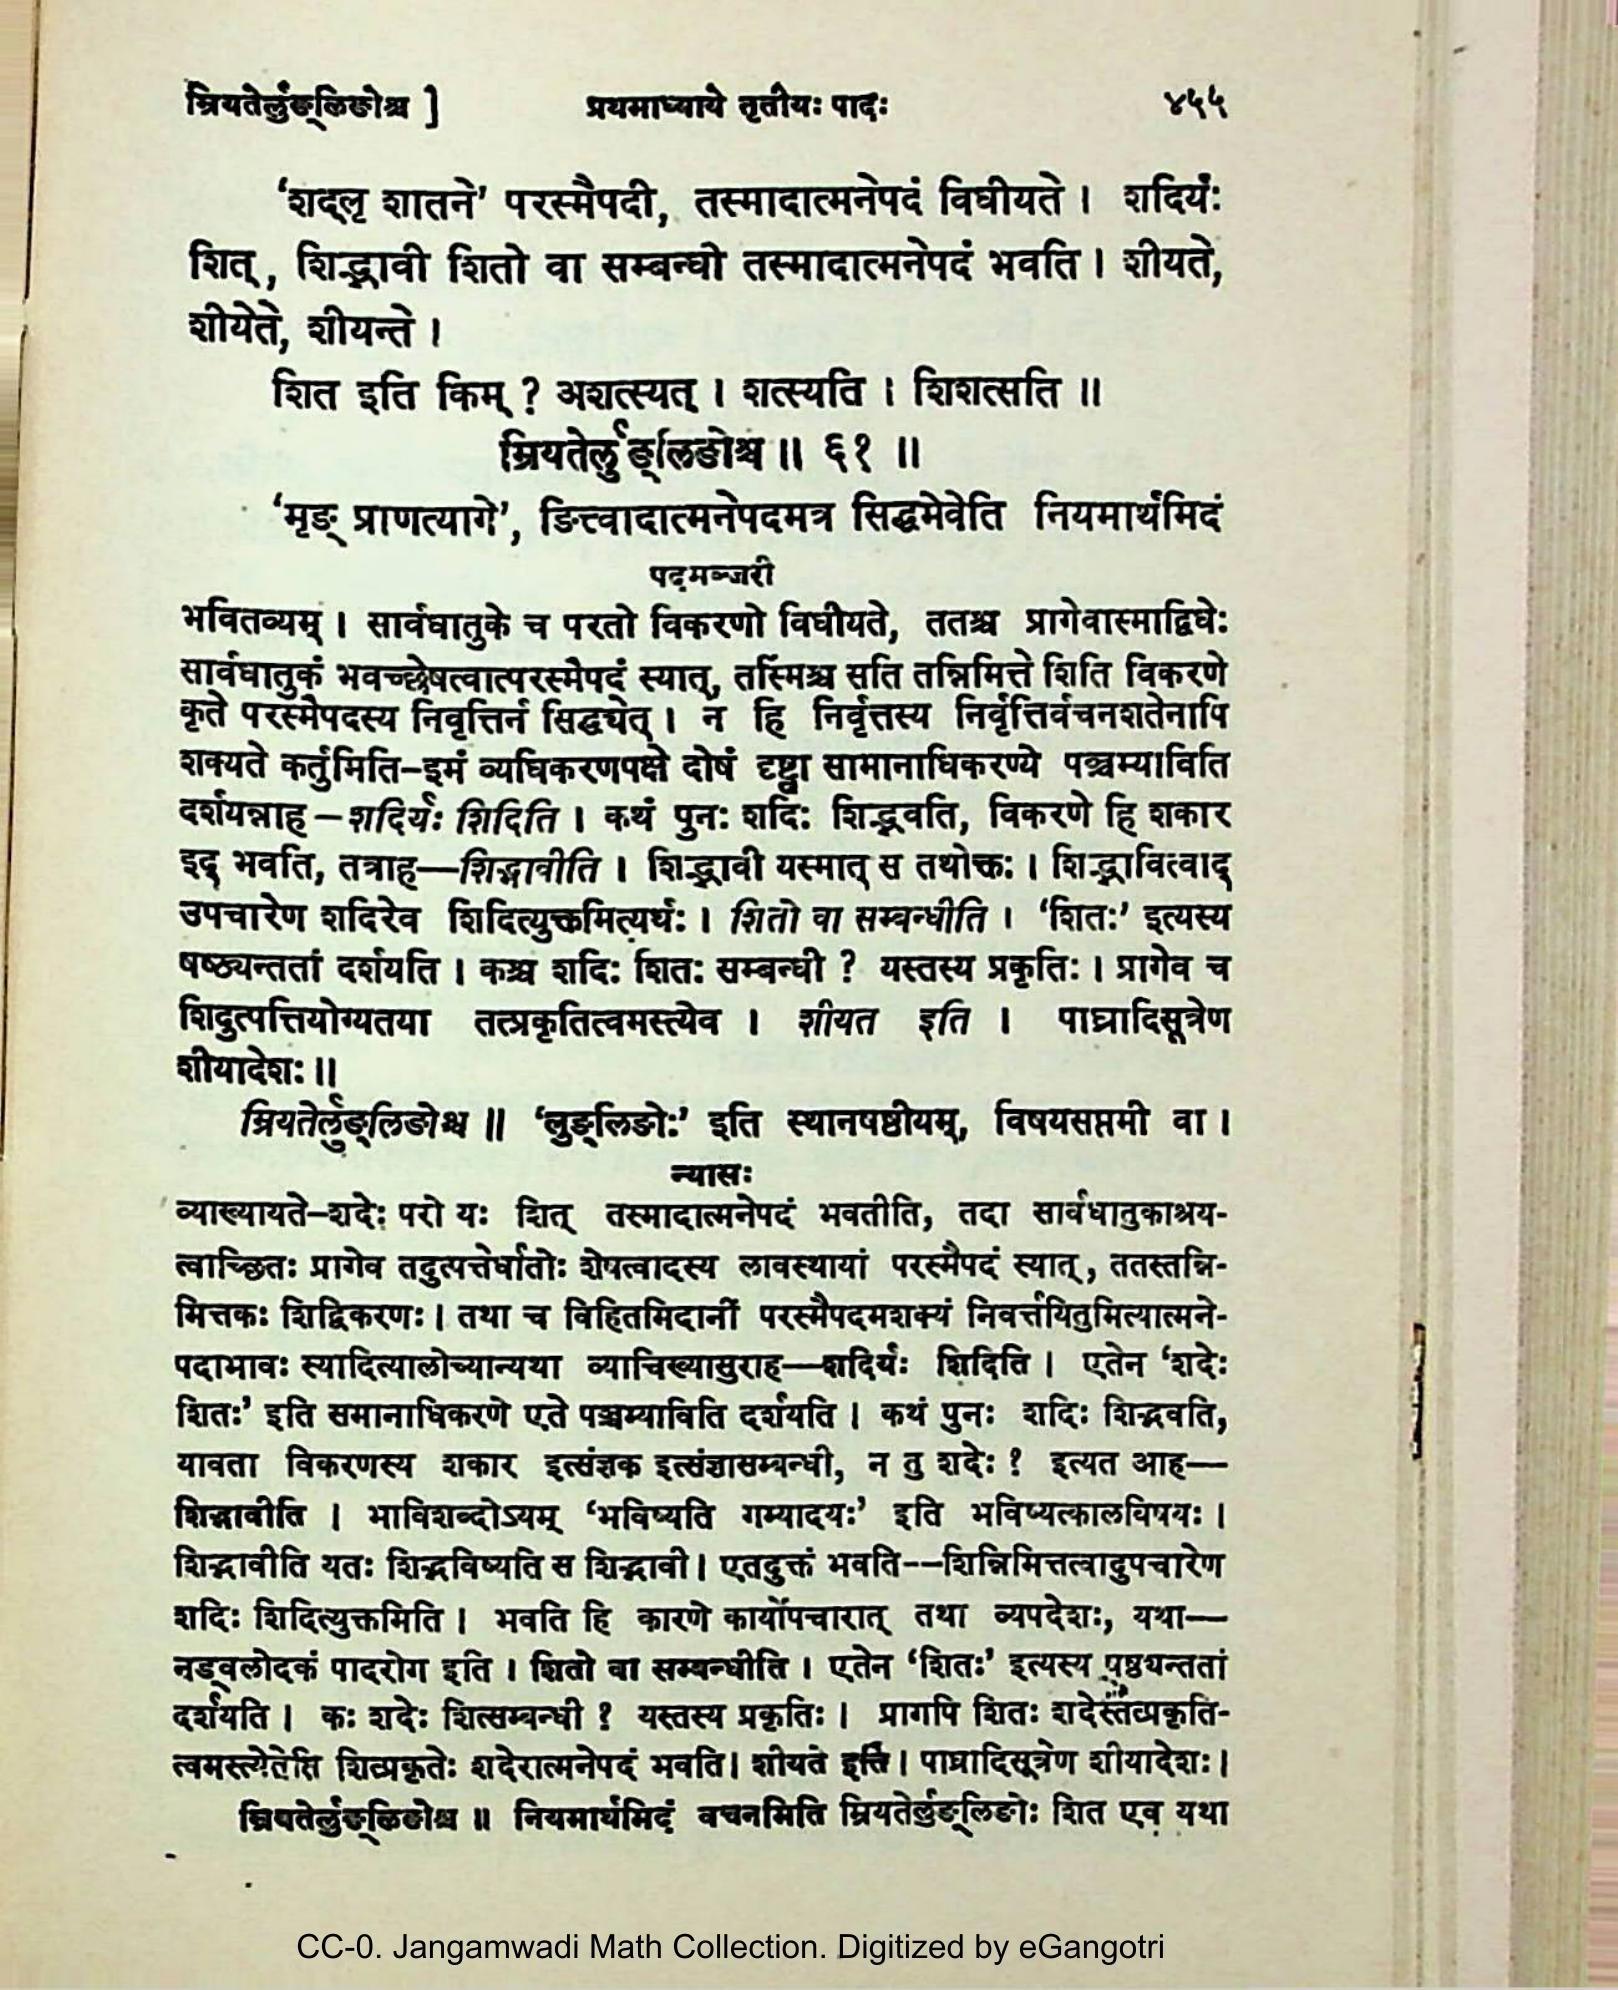 म्रियतेर्लुङ्लिङोश्च ]	प्रथमाध्याये तृतीयः पादः	४५५
‘शद्लृ शातने’ परस्मैपदी, तस्मादात्मनेपदं विधीयते । शदिर्यः
शित्, शिद्भावी शितो वा सम्बन्धी तस्मादात्मनेपदं भवति । शीयते,
शीयेते, शीयन्ते ।
शित इति किम् ? अशत्स्यत् । शत्स्यति । शिशत्सति ॥
म्रियतेर्लुङ्लिङोश्च ॥ ६१ ॥
‘मृङ् प्राणत्यागे’, ङित्त्वादात्मनेपदमत्र सिद्धमेवेति नियमार्थमिदं
पदमञ्जरी
भवितव्यम् । सार्वधातुके च परतो विकरणो विधीयते, ततश्च प्रागेवास्माद्विधेः
सार्वधातुकं भवच्छेषत्वात्परस्मैपदं स्यात्, तस्मिंश्च सति तन्निमित्ते शिति विकरणे
कृते परस्मैपदस्य निवृत्तिर्न सिद्ध्येत् । न हि निर्वृत्तस्य निर्वृत्तिर्वचनशतेनापि
शक्यते कर्तुमिति–इमं व्यधिकरणपक्षे दोषं दृष्ट्वा सामानाधिकरण्ये पञ्चम्याविति
दर्शयन्नाह – शदिर्यः शिदिति । कथं पुनः शदिः शिद्भवति, विकरणे हि शकार
इद् भवति, तत्राह—शिद्भावीति । शिद्भावी यस्मात् स तथोक्तः । शिद्भावित्वाद्
उपचारेण शदिरेव शिदित्युक्तमित्यर्थः । शितो वा सम्बन्धीति । ‘शितः’ इत्यस्य
षष्ठ्यन्ततां दर्शयति । कश्च शदिः शितः सम्बन्धी ? यस्तस्य प्रकृतिः । प्रागेव च
शिदुत्पत्तियोग्यतया तत्प्रकृतित्वमस्त्येव । शीयत इति । पाघ्रादिसूत्रेण
शीयादेशः ॥
म्रियतेर्लुङ्लिङोश्च ॥ ‘लुङ्लिङोः’ इति स्थानषष्ठीयम्, विषयसप्तमी वा ।
न्यासः
व्याख्यायते–शदेः परो यः शित् तस्मादात्मनेपदं भवतीति, तदा सार्वधातुकाश्रय-
त्वाच्छितः प्रागेव तदुत्पत्तेर्धातोः शेषत्वादस्य लावस्थायां परस्मैपदं स्यात्, ततस्तन्नि-
मित्तकः शिद्विकरणः । तथा च विहितमिदानीं परस्मैपदमशक्यं निवर्त्तयितुमित्यात्मने-
पदाभावः स्यादित्यालोच्यान्यथा व्याचिख्यासुराह—शदिर्यः शिदिति । एतेन ‘शदेः
शितः’ इति समानाधिकरणे एते पञ्चम्याविति दर्शयति । कथं पुनः शदिः शिद्भवति,
यावता विकरणस्य शकार इत्संज्ञक इत्संज्ञासम्बन्धी, न तु शदेः ? इत्यत आह—
शिद्भावीति । भाविशब्दोऽयम् ‘भविष्यति गम्यादयः’ इति भविष्यत्कालविषयः ।
शिद्भावीति यतः शिद्भविष्यति स शिद्भावी । एतदुक्तं भवति--शिन्निमित्तत्वादुपचारेण
शदिः शिदित्युक्तमिति । भवति हि कारणे कार्योपचारात् तथा व्यपदेशः, यथा—
नड्वलोदकं पादरोग इति । शितो वा सम्बन्धीति । एतेन ‘शितः’ इत्यस्य षष्ठ्यन्ततां
दर्शयति । कः शदेः शित्सम्बन्धी ? यस्तस्य प्रकृतिः । प्रागपि शितः शदेस्तत्प्रकृति-
त्वमस्त्येवेति शित्प्रकृतेः शदेरात्मनेपदं भवति । शीयते इति । पाघ्रादिसूत्रेण शीयादेशः ।
म्रियतेर्लुङ्लिङोश्च ॥ नियमार्थमिदं वचनमिति म्रियतेर्लुङ्लिङोः शित एव यथा
CC-0. Jangamwadi Math Collection. Digitized by eGangotri